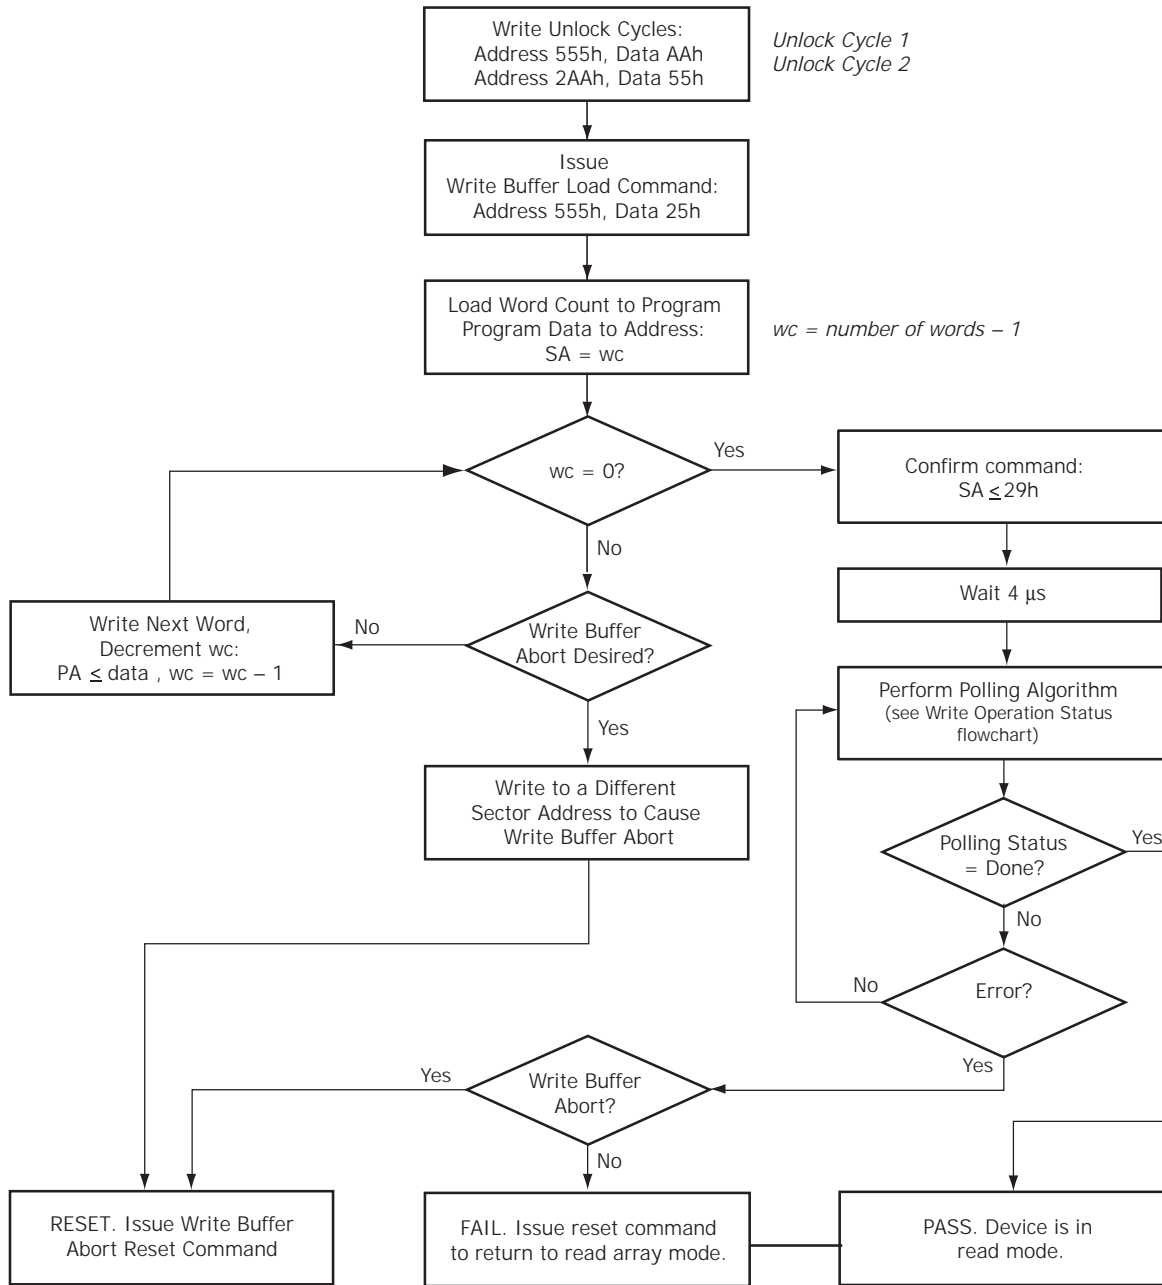 Write Unlock Cycles:
Address 555h, Data AAh
Address 2AAh, Data 55h
Unlock Cycle 1
Unlock Cycle 2
Issue
Write Buffer Load Command:
Address 555h, Data 25h
Load Word Count to Program
Program Data to Address:
SA = wc
wc = number of words – 1
wc = 0?
Yes
Confirm command:
SA ≤ 29h
No
Wait 4 μs
Write Next Word,
Decrement wc:
PA ≤ data , wc = wc – 1
No
Write Buffer
Abort Desired?
Perform Polling Algorithm
(see Write Operation Status
flowchart)
Yes
Write to a Different
Sector Address to Cause
Write Buffer Abort
Polling Status
= Done?
Yes
No
No
Error?
Yes
Yes
Write Buffer
Abort?
No
RESET. Issue Write Buffer
Abort Reset Command
FAIL. Issue reset command
to return to read array mode.
PASS. Device is in
read mode.